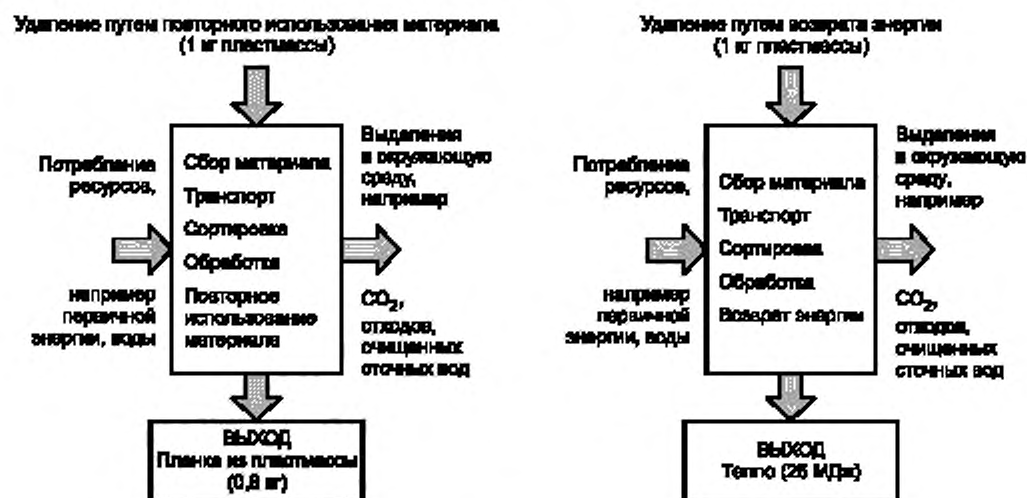 Удаление путем повторного использования материала
(1 кг пластмассы)
Потребление
ресурсов,
например
первичной
энергии, воды
Сбор материала
Транспорт
Сортировка
Обработка
Повторное
использование
материала
Выделения
в окружающую
среду,
например
CO₂,
отходов,
очищенных
сточных вод
ВЫХОД
Планка из пластмассы
(0,8 кг)
Удаление путем возврата энергии
(1 кг пластмассы)
Потребление
ресурсов,
например
первичной
энергии, воды
Сбор материала
Транспорт
Сортировка
Обработка
Возврат энергии
Выделения
в окружающую
среду,
например
CO₂,
отходов,
очищенных
сточных вод
ВЫХОД
Тепло (25 МДж)